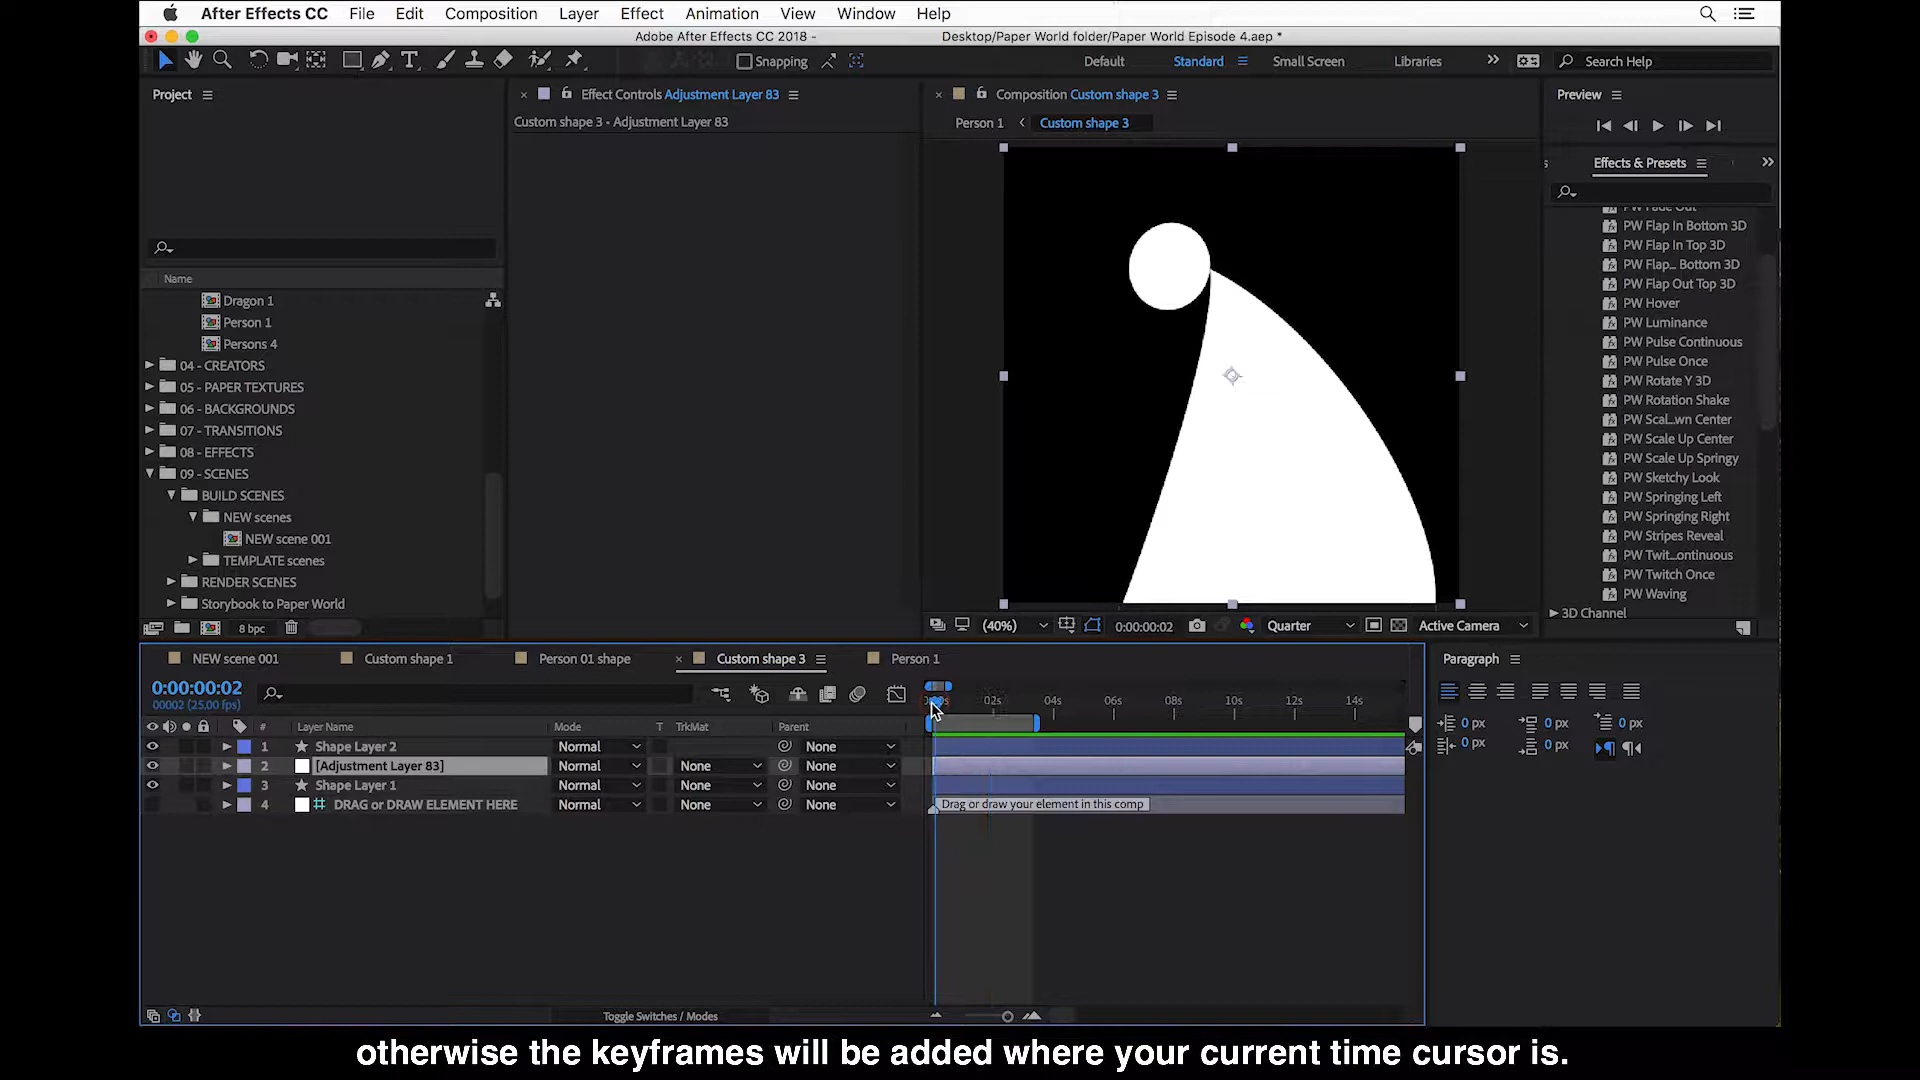 After Effects CC File Edit Composition Layer Effect Animation View Window Help
Adobe After Effects CC 2018 - Desktop/Paper World folder/Paper World Episode 4.aep *
Snapping Default Standard Small Screen Libraries Search Help
Project Effect Controls Adjustment Layer 83 Composition Custom shape 3 Preview
Custom shape 3 - Adjustment Layer 83
Person 1 Custom shape 3
Effects & Presets
PW Fade Out
PW Flap In Bottom 3D
PW Flap In Top 3D
PW Flap... Bottom 3D
PW Flap Out Top 3D
PW Hover
PW Luminance
PW Pulse Continuous
PW Pulse Once
PW Rotate Y 3D
PW Rotation Shake
PW Scal...wn Center
PW Scale Up Center
PW Scale Up Springy
PW Sketchy Look
PW Springing Left
PW Springing Right
PW Stripes Reveal
PW Twit...ontinuous
PW Twitch Once
PW Waving
3D Channel
Name
Dragon 1
Person 1
Persons 4
04 - CREATORS
05 - PAPER TEXTURES
06 - BACKGROUNDS
07 - TRANSITIONS
08 - EFFECTS
09 - SCENES
BUILD SCENES
NEW scenes
NEW scene 001
TEMPLATE scenes
RENDER SCENES
Storybook to Paper World
8 bpc
(40%) 0:00:00:02 Quarter Active Camera
NEW scene 001 Custom shape 1 Person 01 shape Custom shape 3 Person 1
0:00:00:02
00002 (25.00 fps)
02s 04s 06s 08s 10s 12s 14s
# Layer Name Mode T TrkMat Parent
1 Shape Layer 2 Normal None
2 [Adjustment Layer 83] Normal None None
3 Shape Layer 1 Normal None None
4 DRAG or DRAW ELEMENT HERE Normal None None
Drag or draw your element in this comp
Toggle Switches / Modes
Paragraph
0 px 0 px 0 px
0 px 0 px
otherwise the keyframes will be added where your current time cursor is.